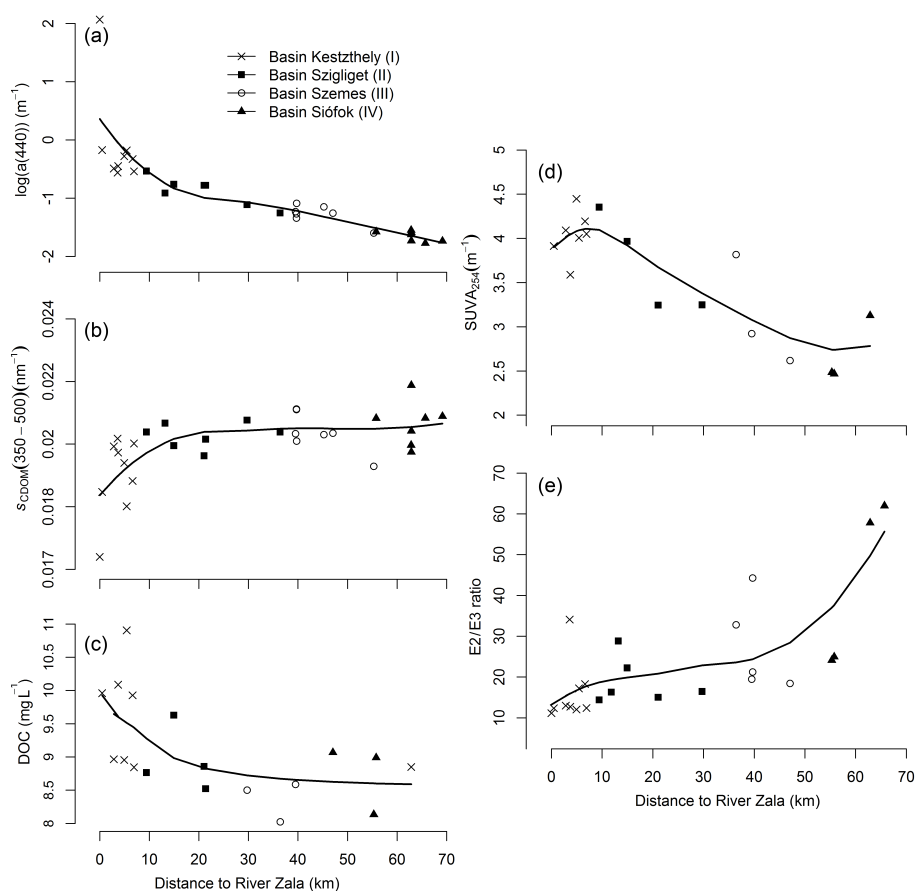 (a)
log(a(440)) (m⁻¹)
2
1
0
-1
-2
Basin Kestzthely (I)
Basin Szigliget (II)
Basin Szemes (III)
Basin Siófok (IV)
(b)
sCDOM(350−500)(nm⁻¹)
0.024
0.022
0.02
0.018
0.017
(c)
DOC (mgL⁻¹)
11
10.5
10
9.5
9
8.5
8
0 10 20 30 40 50 60 70
Distance to River Zala (km)
(d)
SUVA₂₅₄(m⁻¹)
5
4.5
4
3.5
3
2.5
2
(e)
E2/E3 ratio
70
60
50
40
30
20
10
0 10 20 30 40 50 60 70
Distance to River Zala (km)